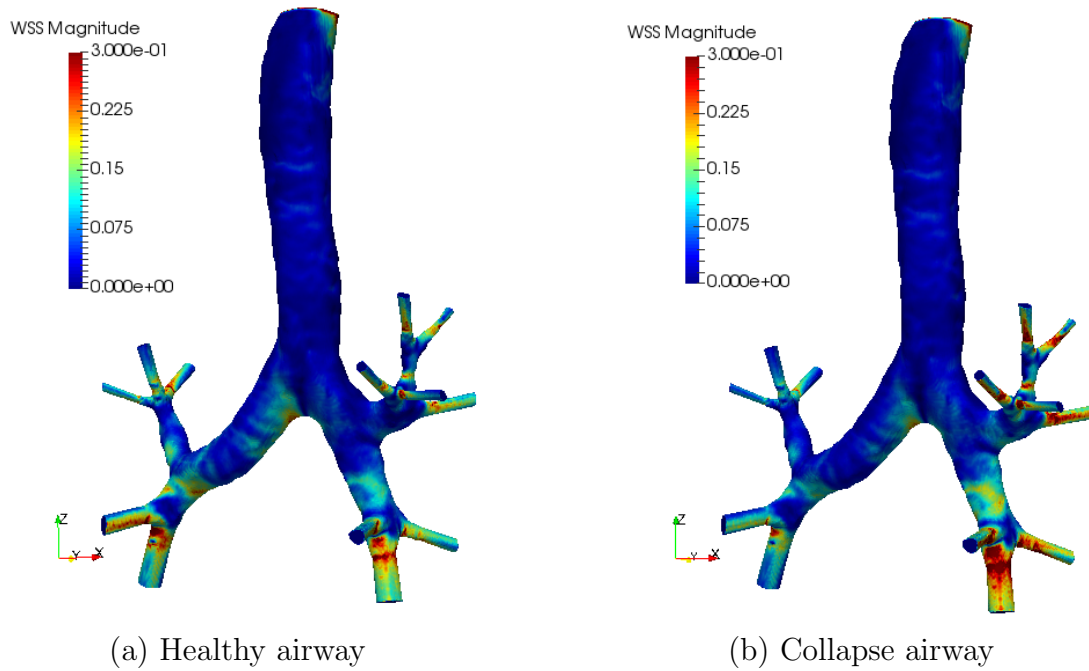 WSS Magnitude
3.000e-01
0.225
0.15
0.075
0.000e+00
Z
Y
X
(a) Healthy airway
WSS Magnitude
3.000e-01
0.225
0.15
0.075
0.000e+00
Z
Y
X
(b) Collapse airway